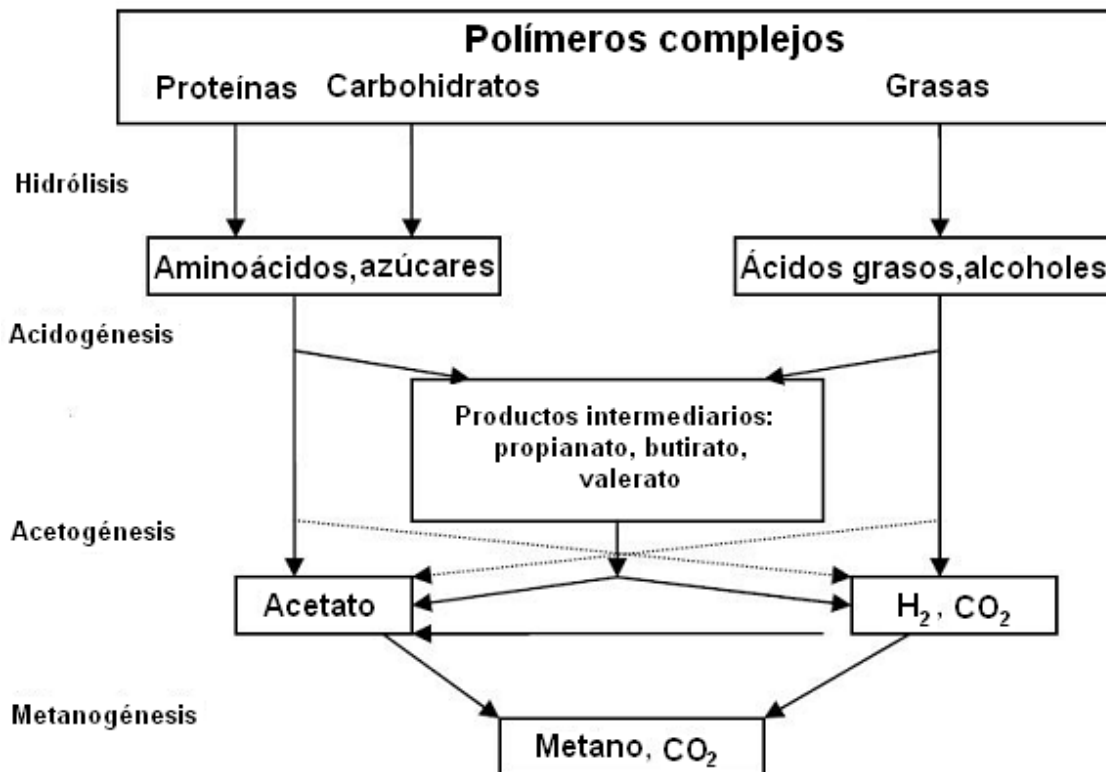 Polímeros complejos
Proteínas Carbohidratos Grasas
Hidrólisis
Aminoácidos, azúcares Ácidos grasos, alcoholes
Acidogénesis
Productos intermediarios:
propianato, butirato,
valerato
Acetogénesis
Acetato H₂, CO₂
Metanogénesis
Metano, CO₂